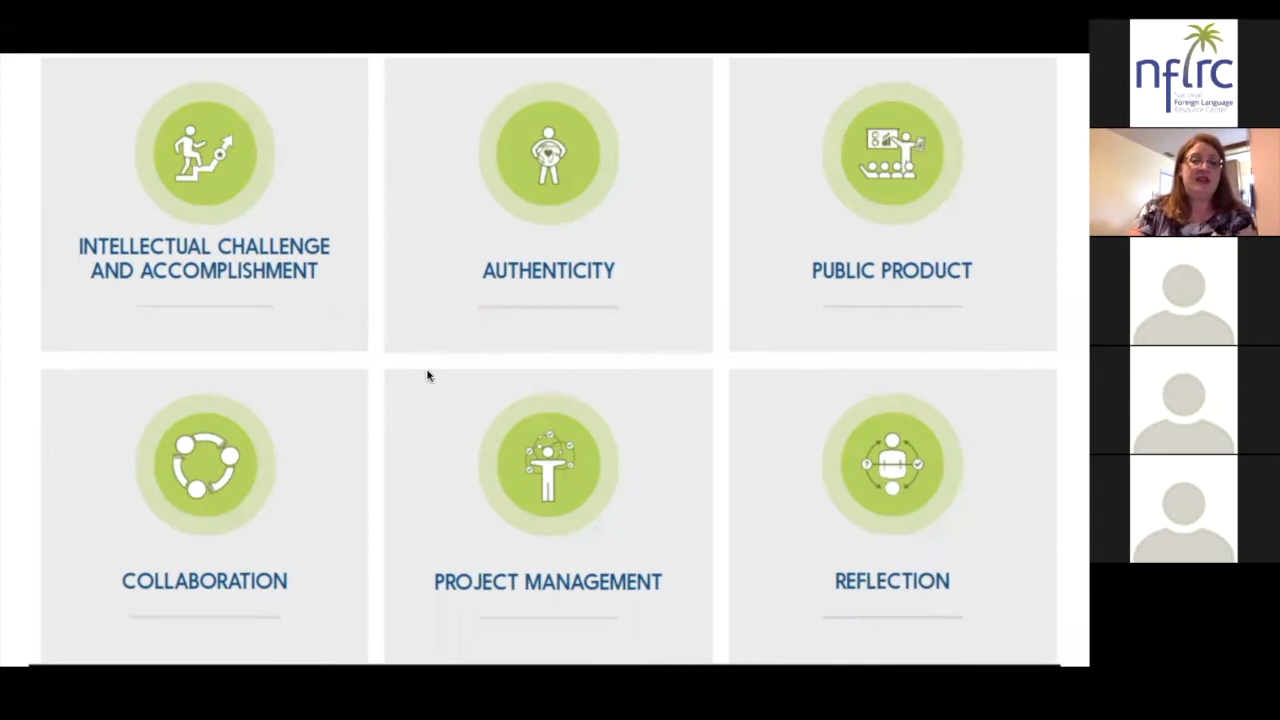 INTELLECTUAL CHALLENGE
AND ACCOMPLISHMENT
AUTHENTICITY
PUBLIC PRODUCT
COLLABORATION
PROJECT MANAGEMENT
REFLECTION
nflrc
National
Foreign Language
Resource Center